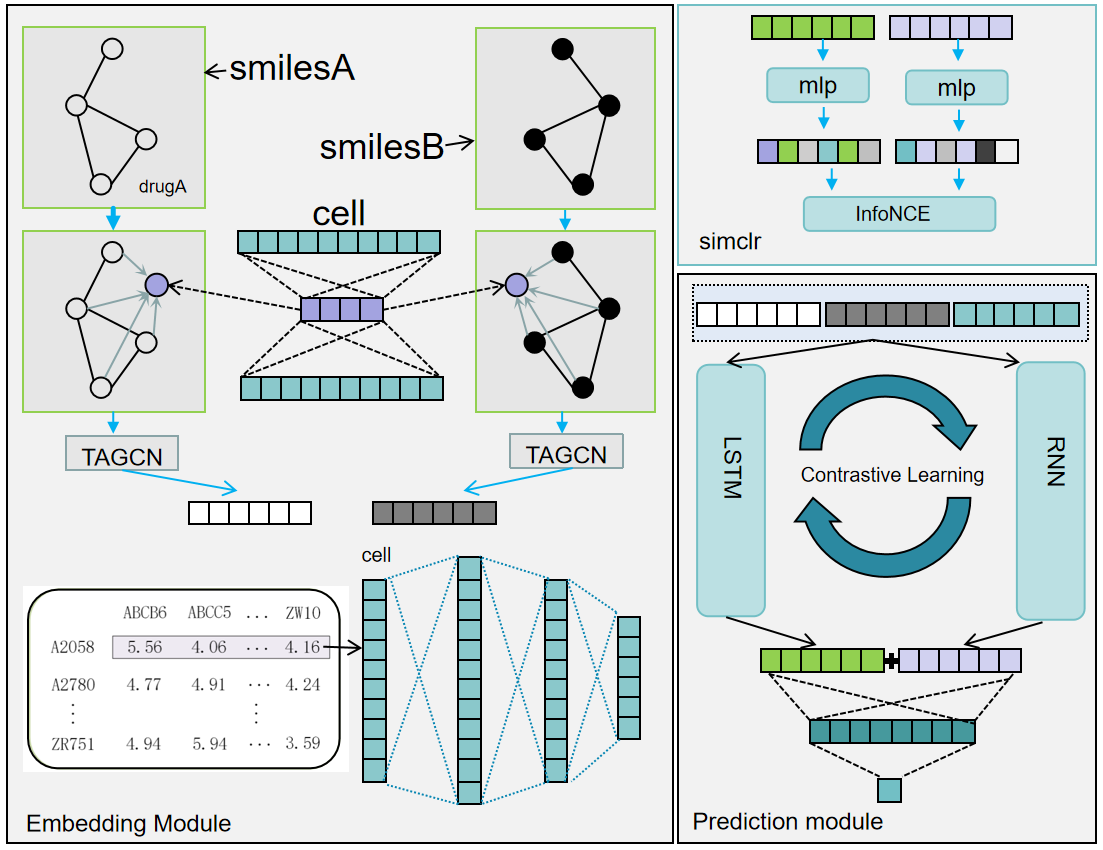 smilesA
drugA
smilesB
cell
TAGCN
TAGCN
cell
ABCB6 ABCC5 ... ZW10
A2058 5.56 4.06 ... 4.16
A2780 4.77 4.91 ... 4.24
⋮ ⋮
ZR751 4.94 5.94 ... 3.59
Embedding Module
mlp mlp
InfoNCE
simclr
LSTM
Contrastive Learning
RNN
+
Prediction module